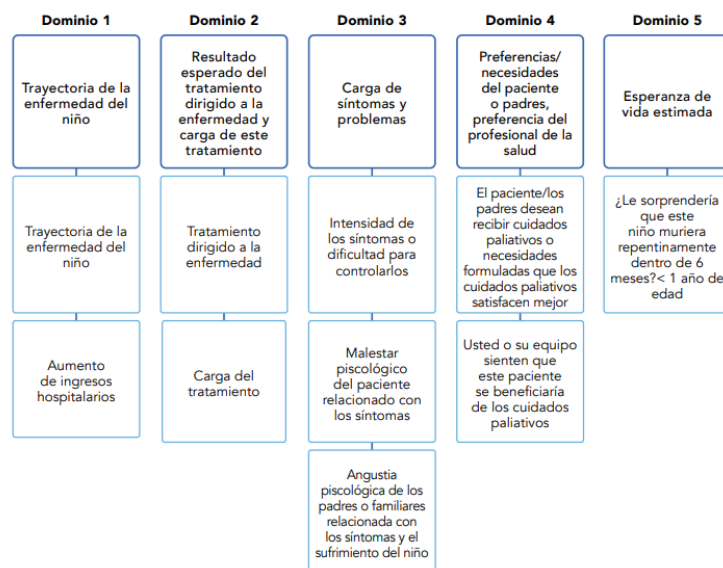 Dominio 1
Dominio 2
Dominio 3
Dominio 4
Dominio 5
Trayectoria de la
enfermedad del
niño
Resultado
esperado del
tratamiento
dirigido a la
enfermedad y
carga de este
tratamiento
Carga de
síntomas y
problemas
Preferencias/
necesidades
del paciente
o padres,
preferencia del
profesional de la
salud
Esperanza de
vida estimada
Trayectoria de la
enfermedad del
niño
Tratamiento
dirigido a la
enfermedad
Intensidad de
los síntomas o
dificultad para
controlarlos
El paciente/los
padres desean
recibir cuidados
paliativos o
necesidades
formuladas que los
cuidados paliativos
satisfacen mejor
¿Le sorprendería
que este
niño muriera
repentinamente
dentro de 6
meses?< 1 año de
edad
Aumento
de ingresos
hospitalarios
Carga del
tratamiento
Malestar
piscológico
del paciente
relacionado con
los síntomas
Usted o su equipo
sienten que
este paciente
se beneficiaría
de los cuidados
paliativos
Angustia
piscológica de los
padres o familiares
relacionada con
los síntomas y el
sufrimiento del niño